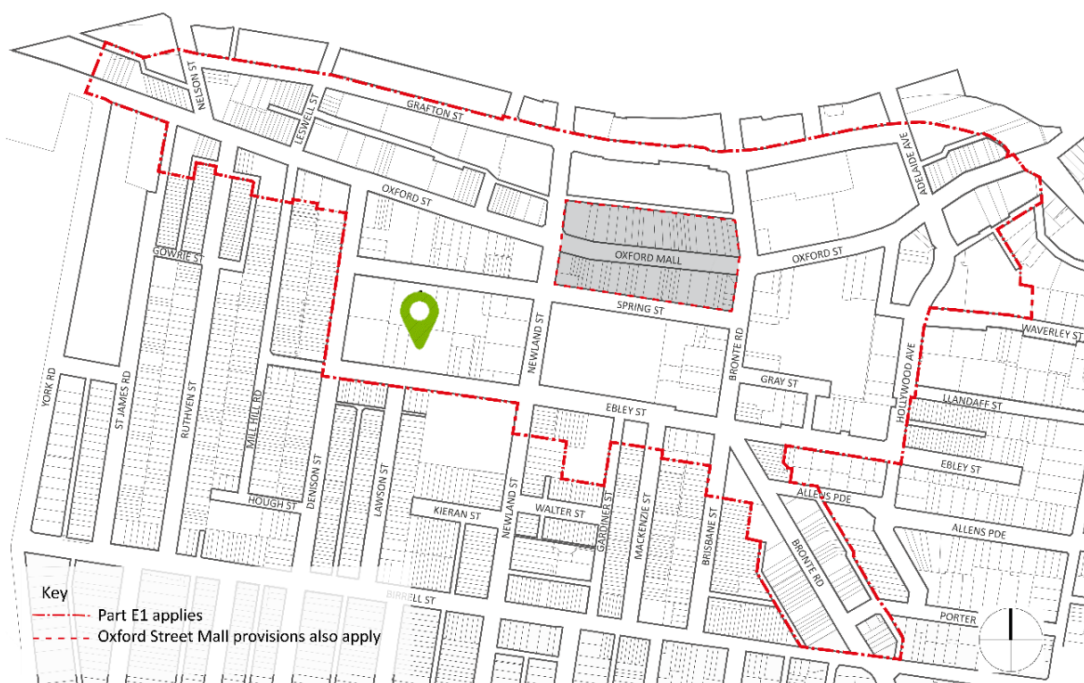 NELSON ST
LESWELL ST
GRAFTON ST
ADELAIDE AVE
OXFORD ST
OXFORD MALL
OXFORD ST
GOWRIE ST
SPRING ST
NEWLAND ST
BRONTE RD
WAVERLEY ST
HOLLYWOOD AVE
GRAY ST
LLANDAFF ST
YORK RD
ST JAMES RD
RUTHVEN ST
MILL HILL RD
EBLEY ST
EBLEY ST
DENISON ST
LAWSON ST
HOUGH ST
KIERAN ST
NEWLAND ST
WALTER ST
GARDINER ST
MACKENZIE ST
BRISBANE ST
ALLENS PDE
ALLENS PDE
BRONTE RD
BIRRELL ST
PORTER
Key
Part E1 applies
Oxford Street Mall provisions also apply